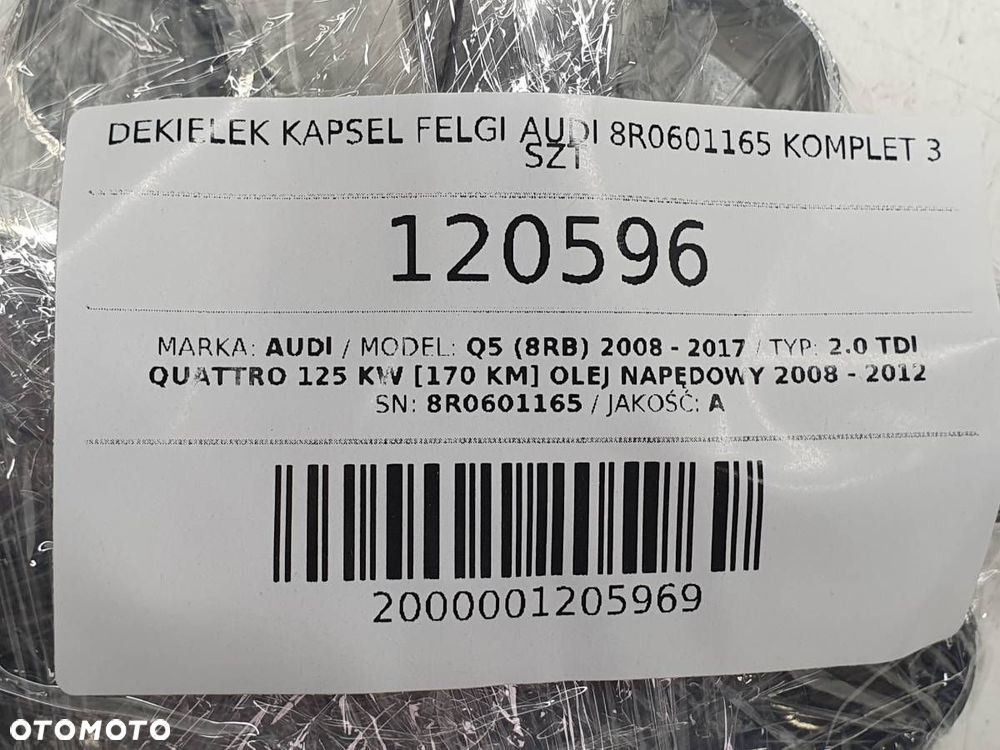 DEKIELEK KAPSEL FELGI AUDI 8R0601165 KOMPLET 3
SZT
120596
MARKA: AUDI / MODEL: Q5 (8RB) 2008 - 2017 / TYP: 2.0 TDI
QUATTRO 125 KW [170 KM] OLEJ NAPĘDOWY 2008 - 2012
SN: 8R0601165 / JAKOŚĆ: A
2000001205969
OTOMOTO